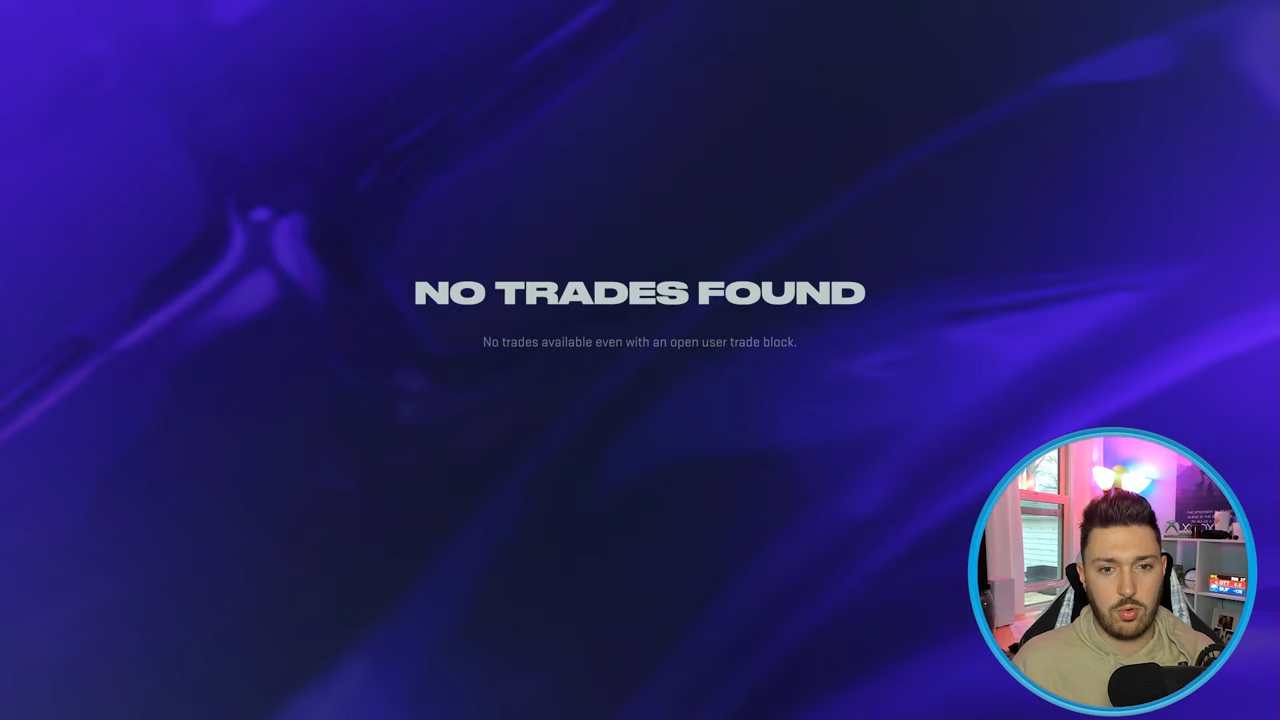 NO TRADES FOUND
No trades available even with an open user trade block.